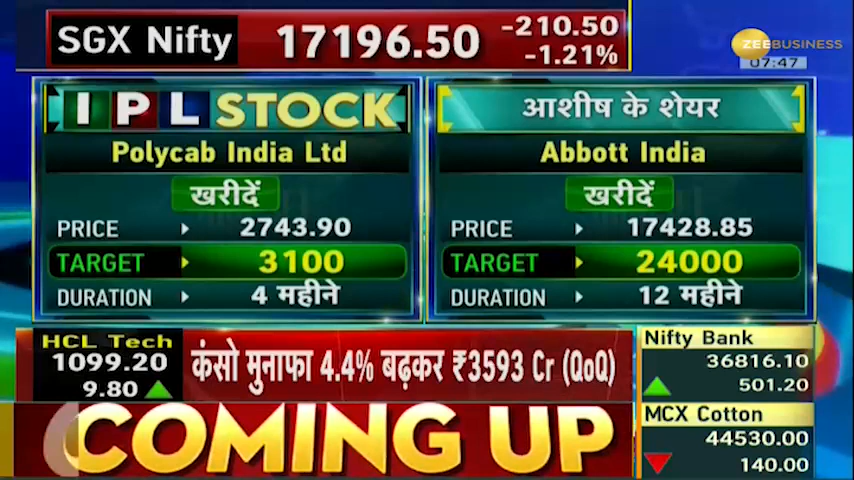 SGX Nifty 17196.50 -210.50
-1.21%
ZEEBUSINESS
07:47
IPL STOCK
Polycab India Ltd
खरीदें
PRICE 2743.90
TARGET 3100
DURATION 4 महीने
आशीष के शेयर
Abbott India
खरीदें
PRICE 17428.85
TARGET 24000
DURATION 12 महीने
HCL Tech
1099.20
9.80
कंसो मुनाफा 4.4% बढ़कर ₹3593 Cr (QoQ)
Nifty Bank
36816.10
501.20
MCX Cotton
44530.00
140.00
COMING UP